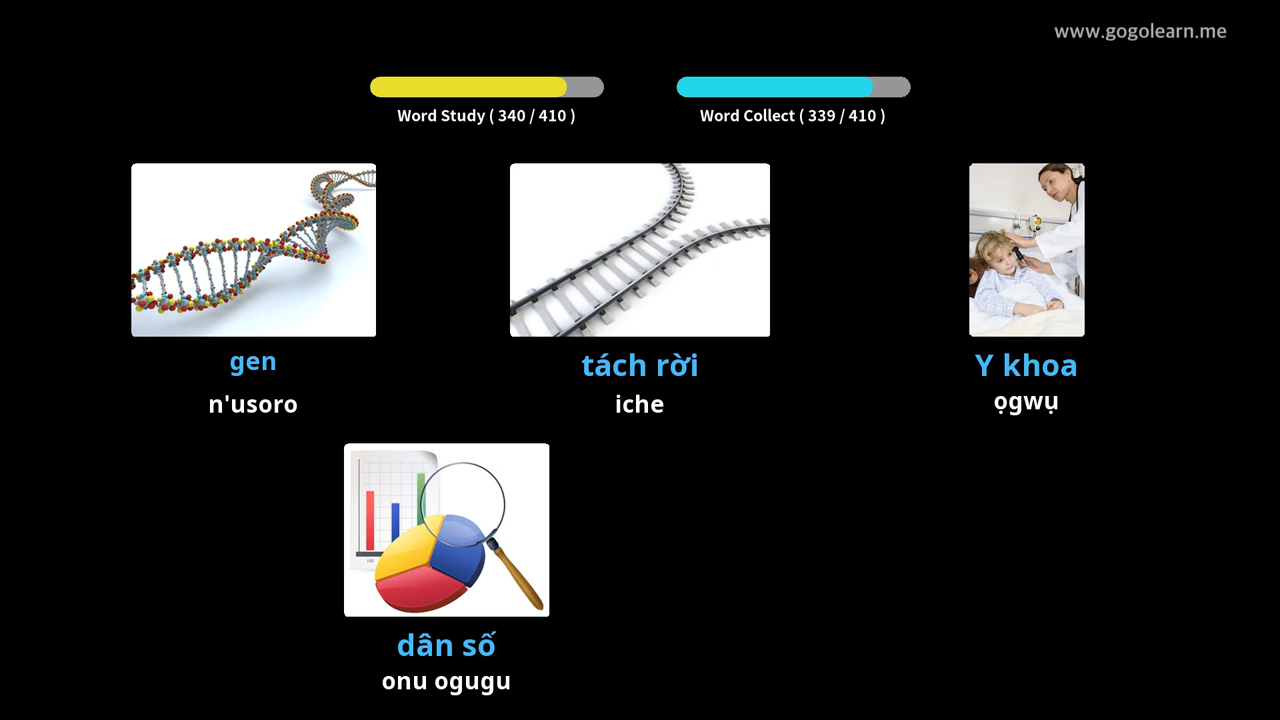 www.gogolearn.me
Word Study ( 340 / 410 )
Word Collect ( 339 / 410 )
gen
n'usoro
tách rời
iche
Y khoa
ọgwụ
100
dân số
onu ogugu